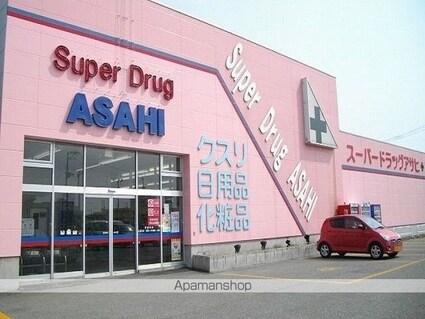 Super Drug
ASAHI
Super Drug ASAHI
クスリ
日用品
化粧品
スーパードラッグアサヒ
Apamanshop